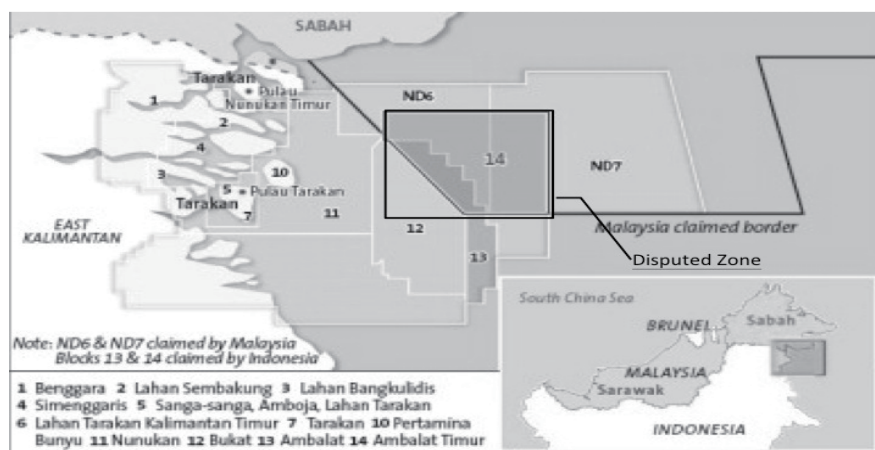 SABAH
Tarakan
6
Pulau
Nunukan Timur
1
2
4
3
5
10
Pulau Tarakan
Tarakan
7
11
ND6
14
ND7
12
13
EAST
KALIMANTAN
Malaysia claimed border
Disputed Zone
Note: ND6 & ND7 claimed by Malaysia
Blocks 13 & 14 claimed by Indonesia
1 Benggara 2 Lahan Sembakung 3 Lahan Bangkulidis
4 Simenggaris 5 Sanga-sanga, Amboja, Lahan Tarakan
6 Lahan Tarakan Kalimantan Timur 7 Tarakan 10 Pertamina
Bunyu 11 Nunukan 12 Bukat 13 Ambalat 14 Ambalat Timur
South China Sea
BRUNEI
Sabah
MALAYSIA
Sarawak
INDONESIA